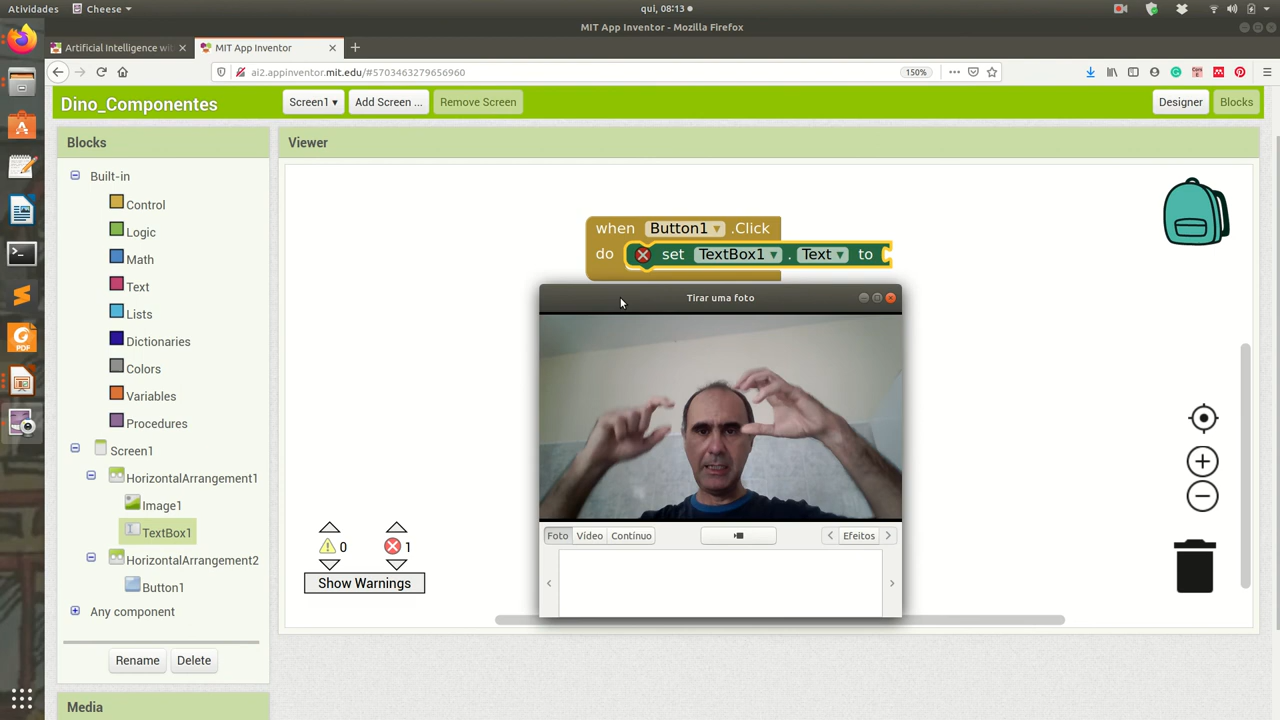 Atividades Cheese ▾ qui, 08:13
MIT App Inventor - Mozilla Firefox
Artificial Intelligence wit × MIT App Inventor × +
ai2.appinventor.mit.edu/#5703463279656960 150%
Dino_Componentes Screen1 ▾ Add Screen ... Remove Screen Designer Blocks
Blocks
Viewer
Built-in
Control
Logic
Math
Text
Lists
Dictionaries
Colors
Variables
Procedures
Screen1
HorizontalArrangement1
Image1
TextBox1
HorizontalArrangement2
Button1
Any component
Rename Delete
Media
when Button1 ▾ .Click
do set TextBox1 ▾ . Text ▾ to
0 1
Show Warnings
Tirar uma foto
Foto Vídeo Contínuo Efeitos